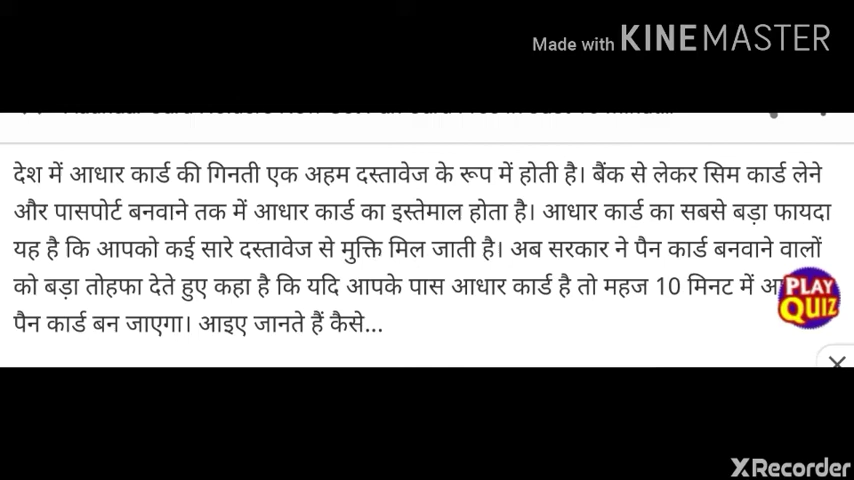 Made with KINEMASTER
देश में आधार कार्ड की गिनती एक अहम दस्तावेज के रूप में होती है। बैंक से लेकर सिम कार्ड लेने
और पासपोर्ट बनवाने तक में आधार कार्ड का इस्तेमाल होता है। आधार कार्ड का सबसे बड़ा फायदा
यह है कि आपको कई सारे दस्तावेज से मुक्ति मिल जाती है। अब सरकार ने पैन कार्ड बनवाने वालों
को बड़ा तोहफा देते हुए कहा है कि यदि आपके पास आधार कार्ड है तो महज 10 मिनट में
पैन कार्ड बन जाएगा। आइए जानते हैं कैसे...
PLAY
QUIZ
XRecorder